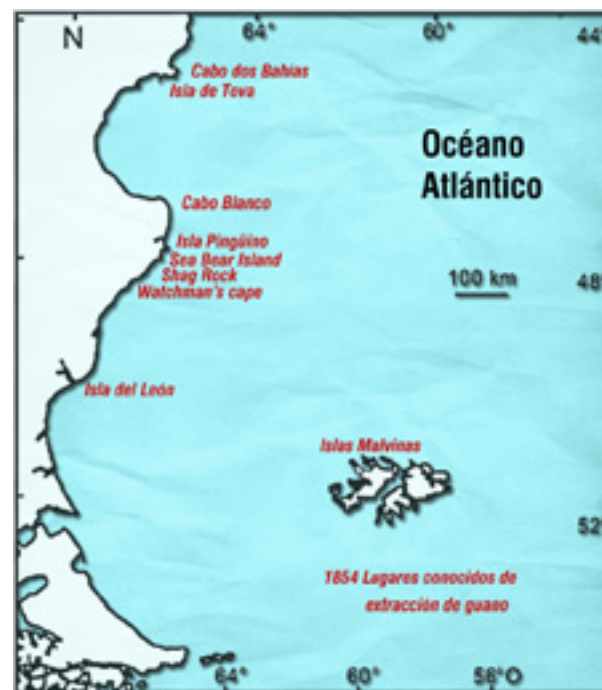 N
64°
60°
44°
Cabo dos Bahias
Isla de Tova
Océano
Atlántico
Cabo Blanco
Isla Pingüino
Sea Bear Island
Shag Rock
Watchman's cape
100 km
48°
Isla del León
Islas Malvinas
52°
1854 Lugares conocidos de
extracción de guano
64°
60°
56°O